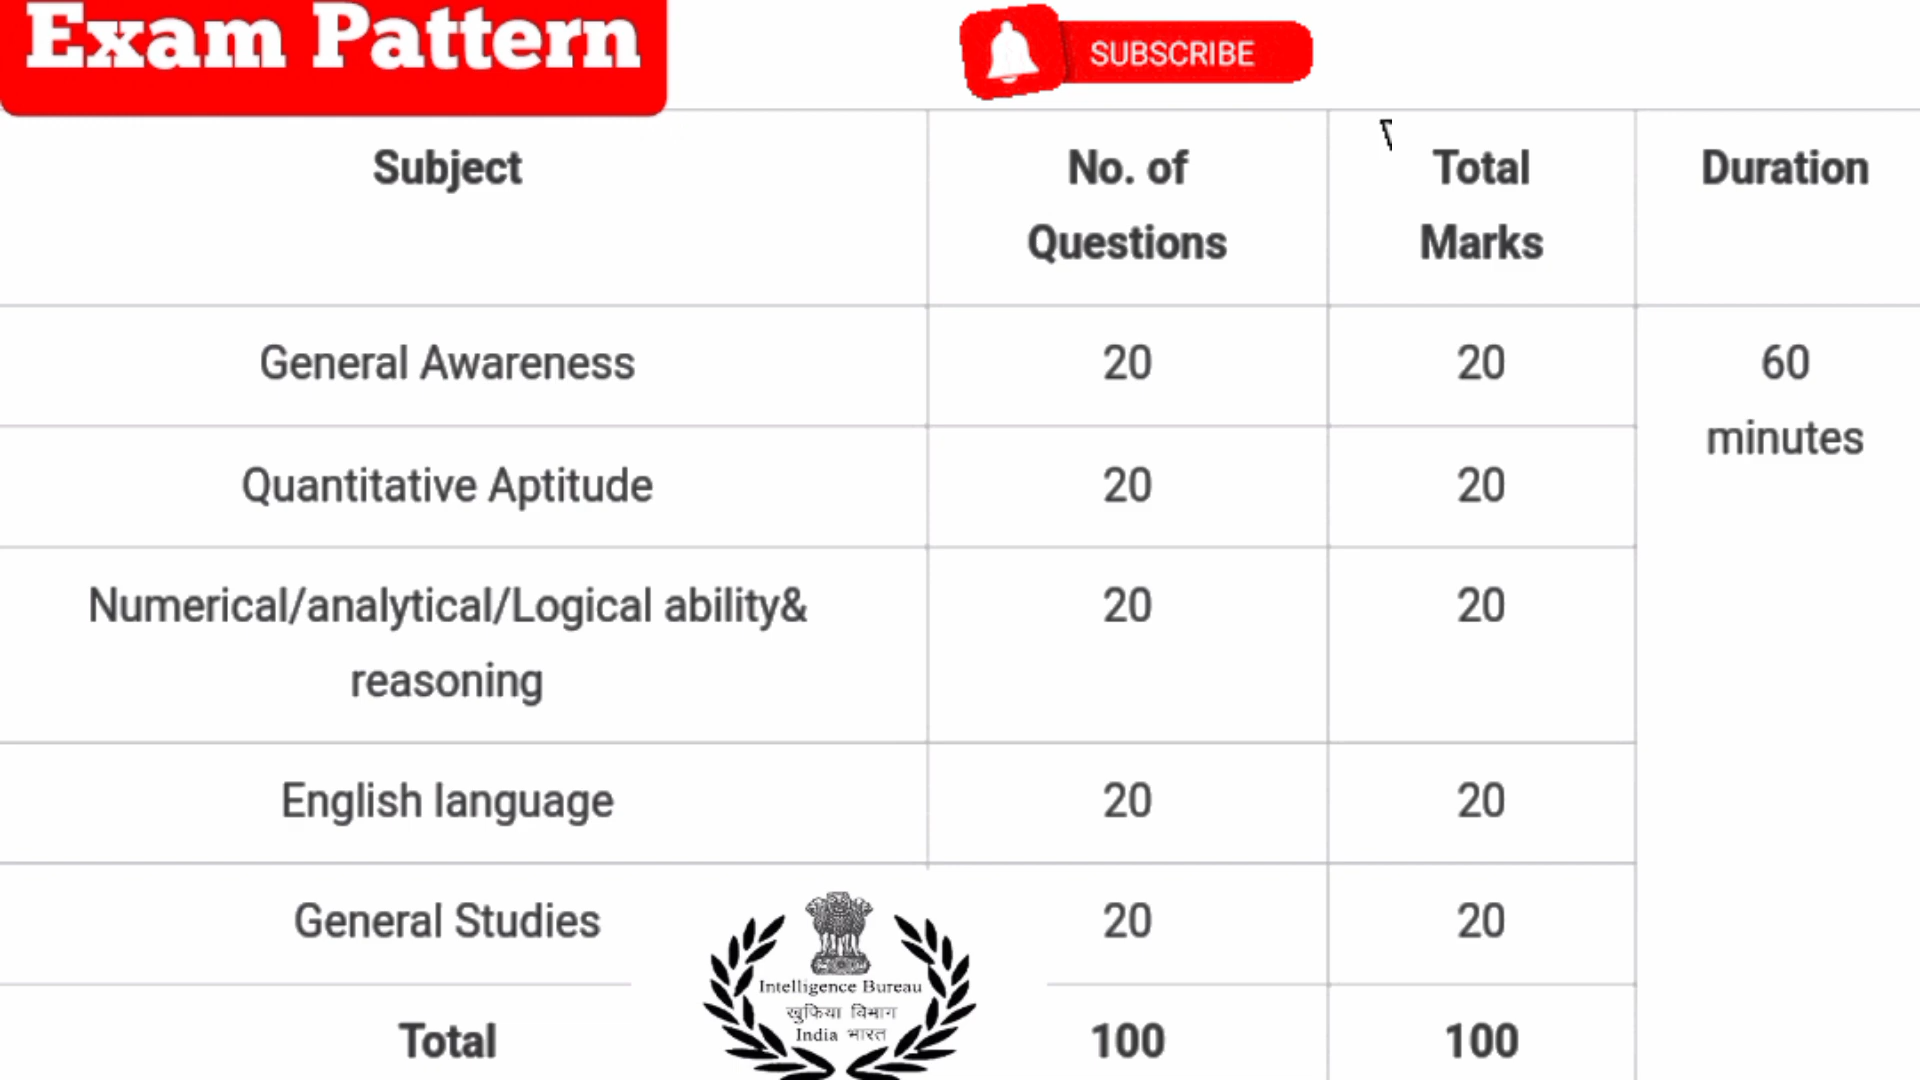 Exam Pattern
SUBSCRIBE
Subject
No. of
Questions
Total
Marks
Duration
General Awareness
20
20
60
minutes
Quantitative Aptitude
20
20
Numerical/analytical/Logical ability&
reasoning
20
20
English language
20
20
General Studies
20
20
Intelligence Bureau
खुफिया विभाग
India भारत
Total
100
100